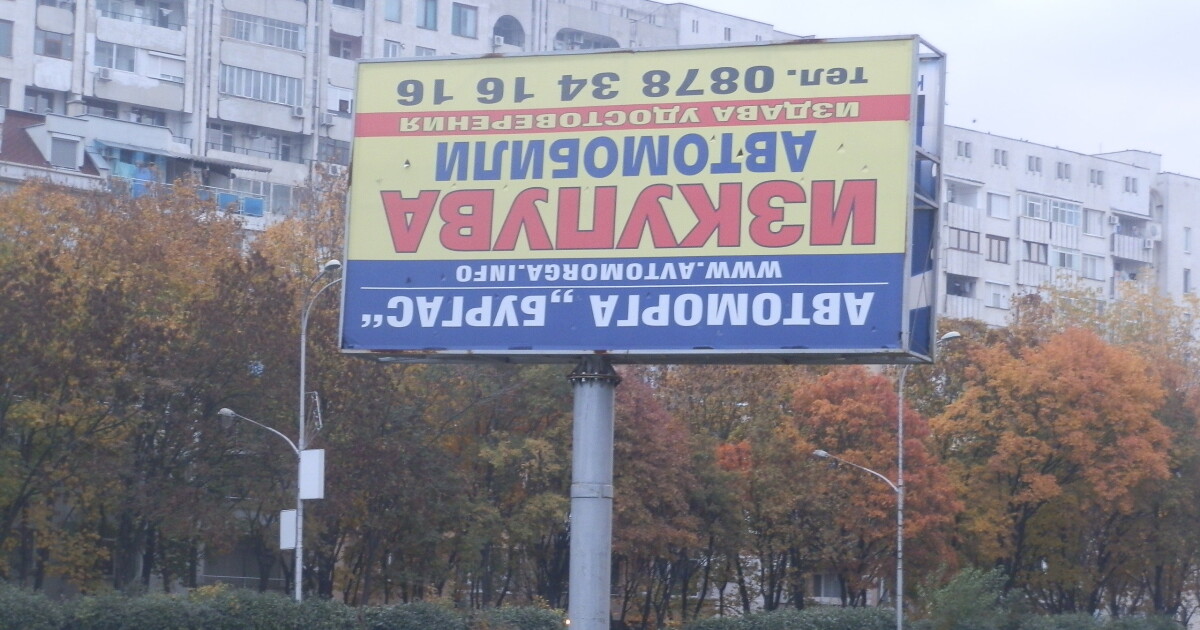 АВТОМОРГА „БУРГАС“
WWW.AVTOMORGA.INFO
ИЗКУПУВА
АВТОМОБИЛИ
ИЗДАВА УДОСТОВЕРЕНИЯ
тел. 0878 34 16 16